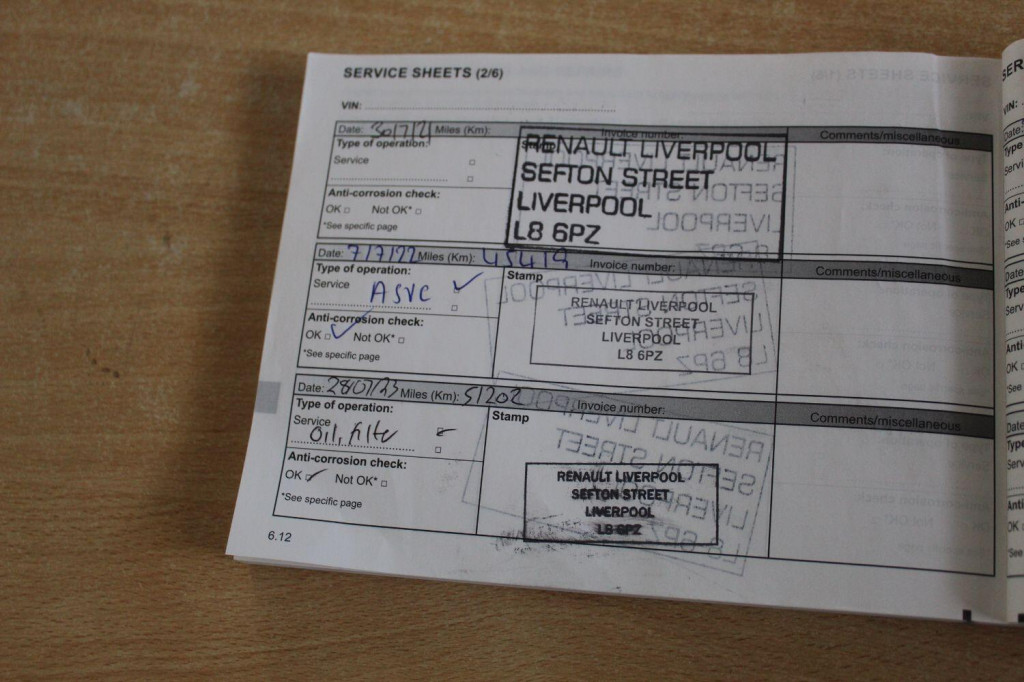 SERVICE SHEETS (2/6)
VIN:
Date: 30/7/21 Miles (Km): Invoice number: Comments/miscellaneous
Type of operation:
Service
Anti-corrosion check:
OK □ Not OK* □
*See specific page
RENAULT LIVERPOOL
SEFTON STREET
LIVERPOOL
L8 6PZ
Date: 7/7/22 Miles (Km): 45419 Invoice number: Comments/miscellaneous
Type of operation: Stamp
Service A SVC
Anti-corrosion check:
OK □ Not OK* □
*See specific page
RENAULT LIVERPOOL
SEFTON STREET
LIVERPOOL
L8 6PZ
Date: 28/07/23 Miles (Km): 51202 Invoice number: Comments/miscellaneous
Type of operation: Stamp
Service
Oil, filter
Anti-corrosion check:
OK □ Not OK* □
*See specific page
RENAULT LIVERPOOL
SEFTON STREET
LIVERPOOL
L8 6PZ
6.12